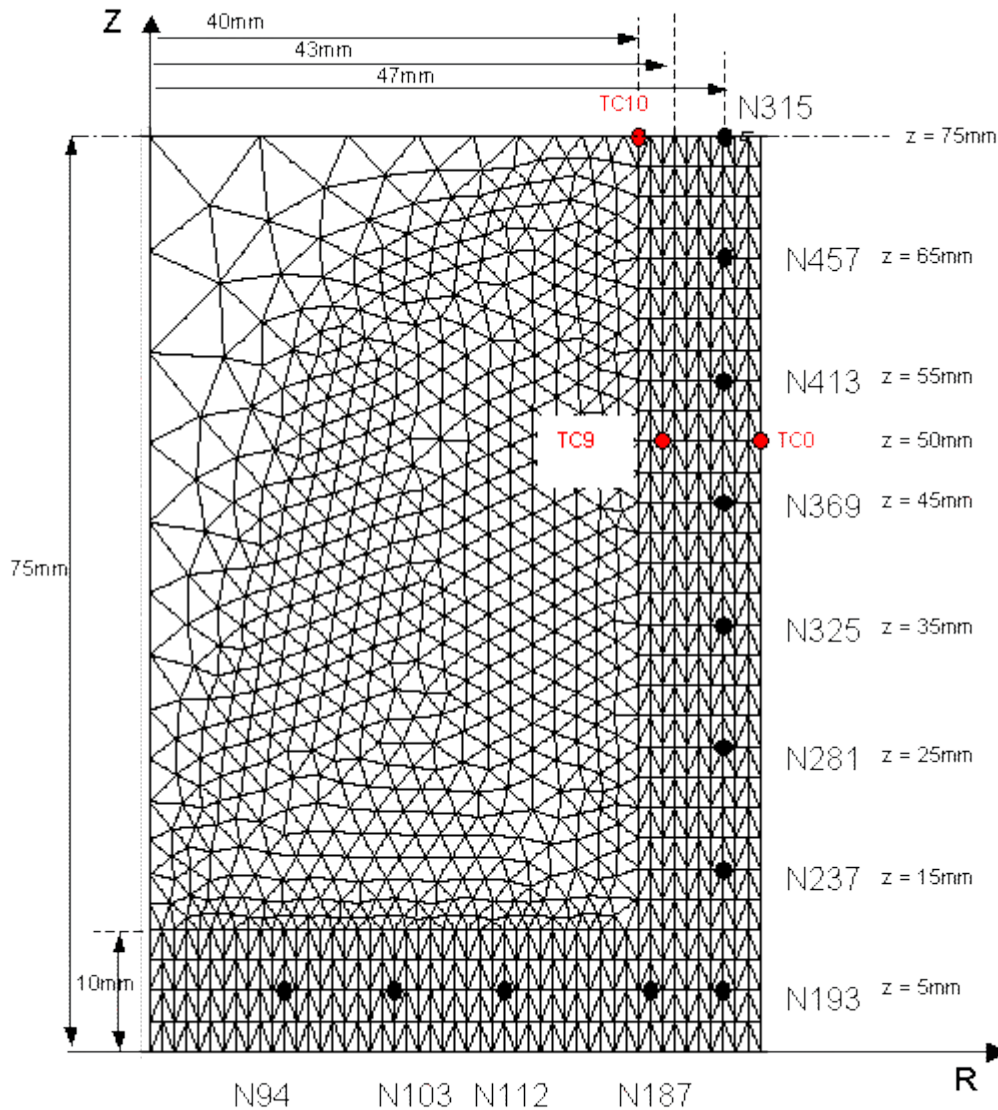 Z
40mm
43mm
47mm
TC10
N315
z = 75mm
N457 z = 65mm
N413 z = 55mm
TC9
TC0
z = 50mm
N369 z = 45mm
75mm
N325 z = 35mm
N281 z = 25mm
N237 z = 15mm
10mm
N193 z = 5mm
R
N94 N103 N112 N187